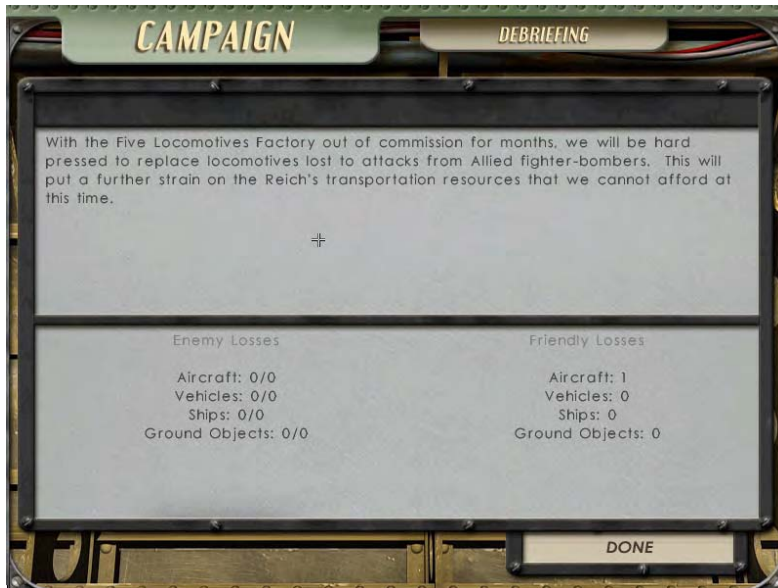 CAMPAIGN
DEBRIEFING
With the Five Locomotives Factory out of commission for months, we will be hard
pressed to replace locomotives lost to attacks from Allied fighter-bombers. This will
put a further strain on the Reich's transportation resources that we cannot afford at
this time.
Enemy Losses
Aircraft: 0/0
Vehicles: 0/0
Ships: 0/0
Ground Objects: 0/0
Friendly Losses
Aircraft: 1
Vehicles: 0
Ships: 0
Ground Objects: 0
DONE